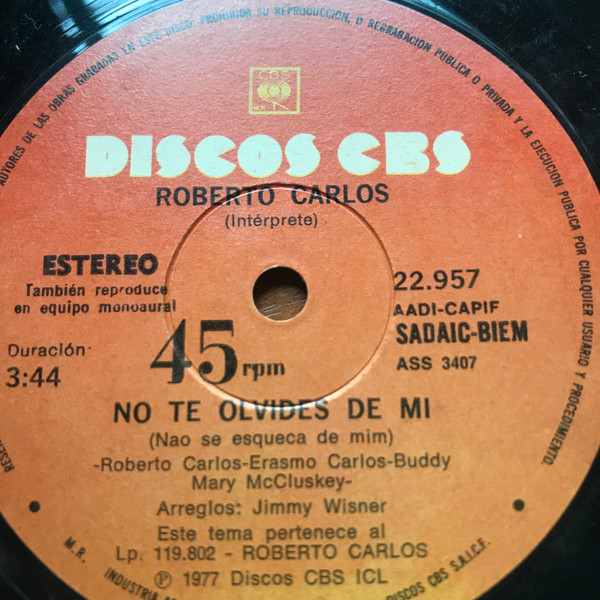 AUTORES DE LAS OBRAS GRABADAS EN ESTE DISCO. PROHIBIDA SU REPRODUCCION, O REGRABACION PUBLICA O PRIVADA Y LA EJECUCION PUBLICA POR CUALQUIER USUARIO Y PROCEDIMIENTO.
CBS
M.R.
DISCOS CBS
ROBERTO CARLOS
(Intérprete)
ESTEREO
También reproduce
en equipo monoaural
22.957
AADI-CAPIF
SADAIC-BIEM
ASS 3407
Duración:
3:44
45 rpm
NO TE OLVIDES DE MI
(Nao se esqueca de mim)
-Roberto Carlos-Erasmo Carlos-Buddy
Mary McCluskey-
Arreglos: Jimmy Wisner
Este tema pertenece al
Lp. 119.802 - ROBERTO CARLOS
℗ 1977 Discos CBS ICL
M.R.
INDUSTRIA
DISCOS CBS S.A.I.C.F.